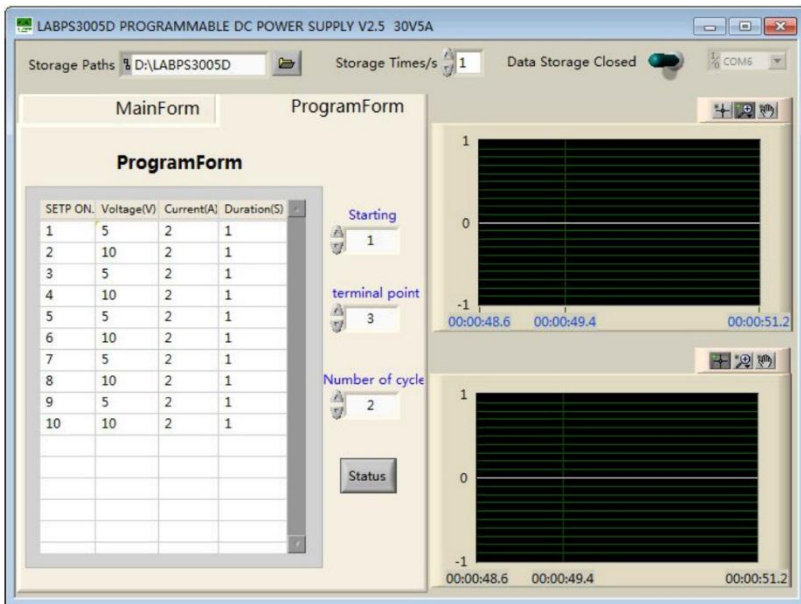 LABPS3005D PROGRAMMABLE DC POWER SUPPLY V2.5 30V5A
Storage Paths D:\LABPS3005D Storage Times/s 1 Data Storage Closed COM6
MainForm ProgramForm
ProgramForm
SETP ON. Voltage(V) Current(A) Duration(S)
1 5 2 1
2 10 2 1
3 5 2 1
4 10 2 1
5 5 2 1
6 10 2 1
7 5 2 1
8 10 2 1
9 5 2 1
10 10 2 1
Starting
1
terminal point
3
Number of cycle
2
Status
1
0
-1
00:00:48.6 00:00:49.4 00:00:51.2
1
0
-1
00:00:48.6 00:00:49.4 00:00:51.2